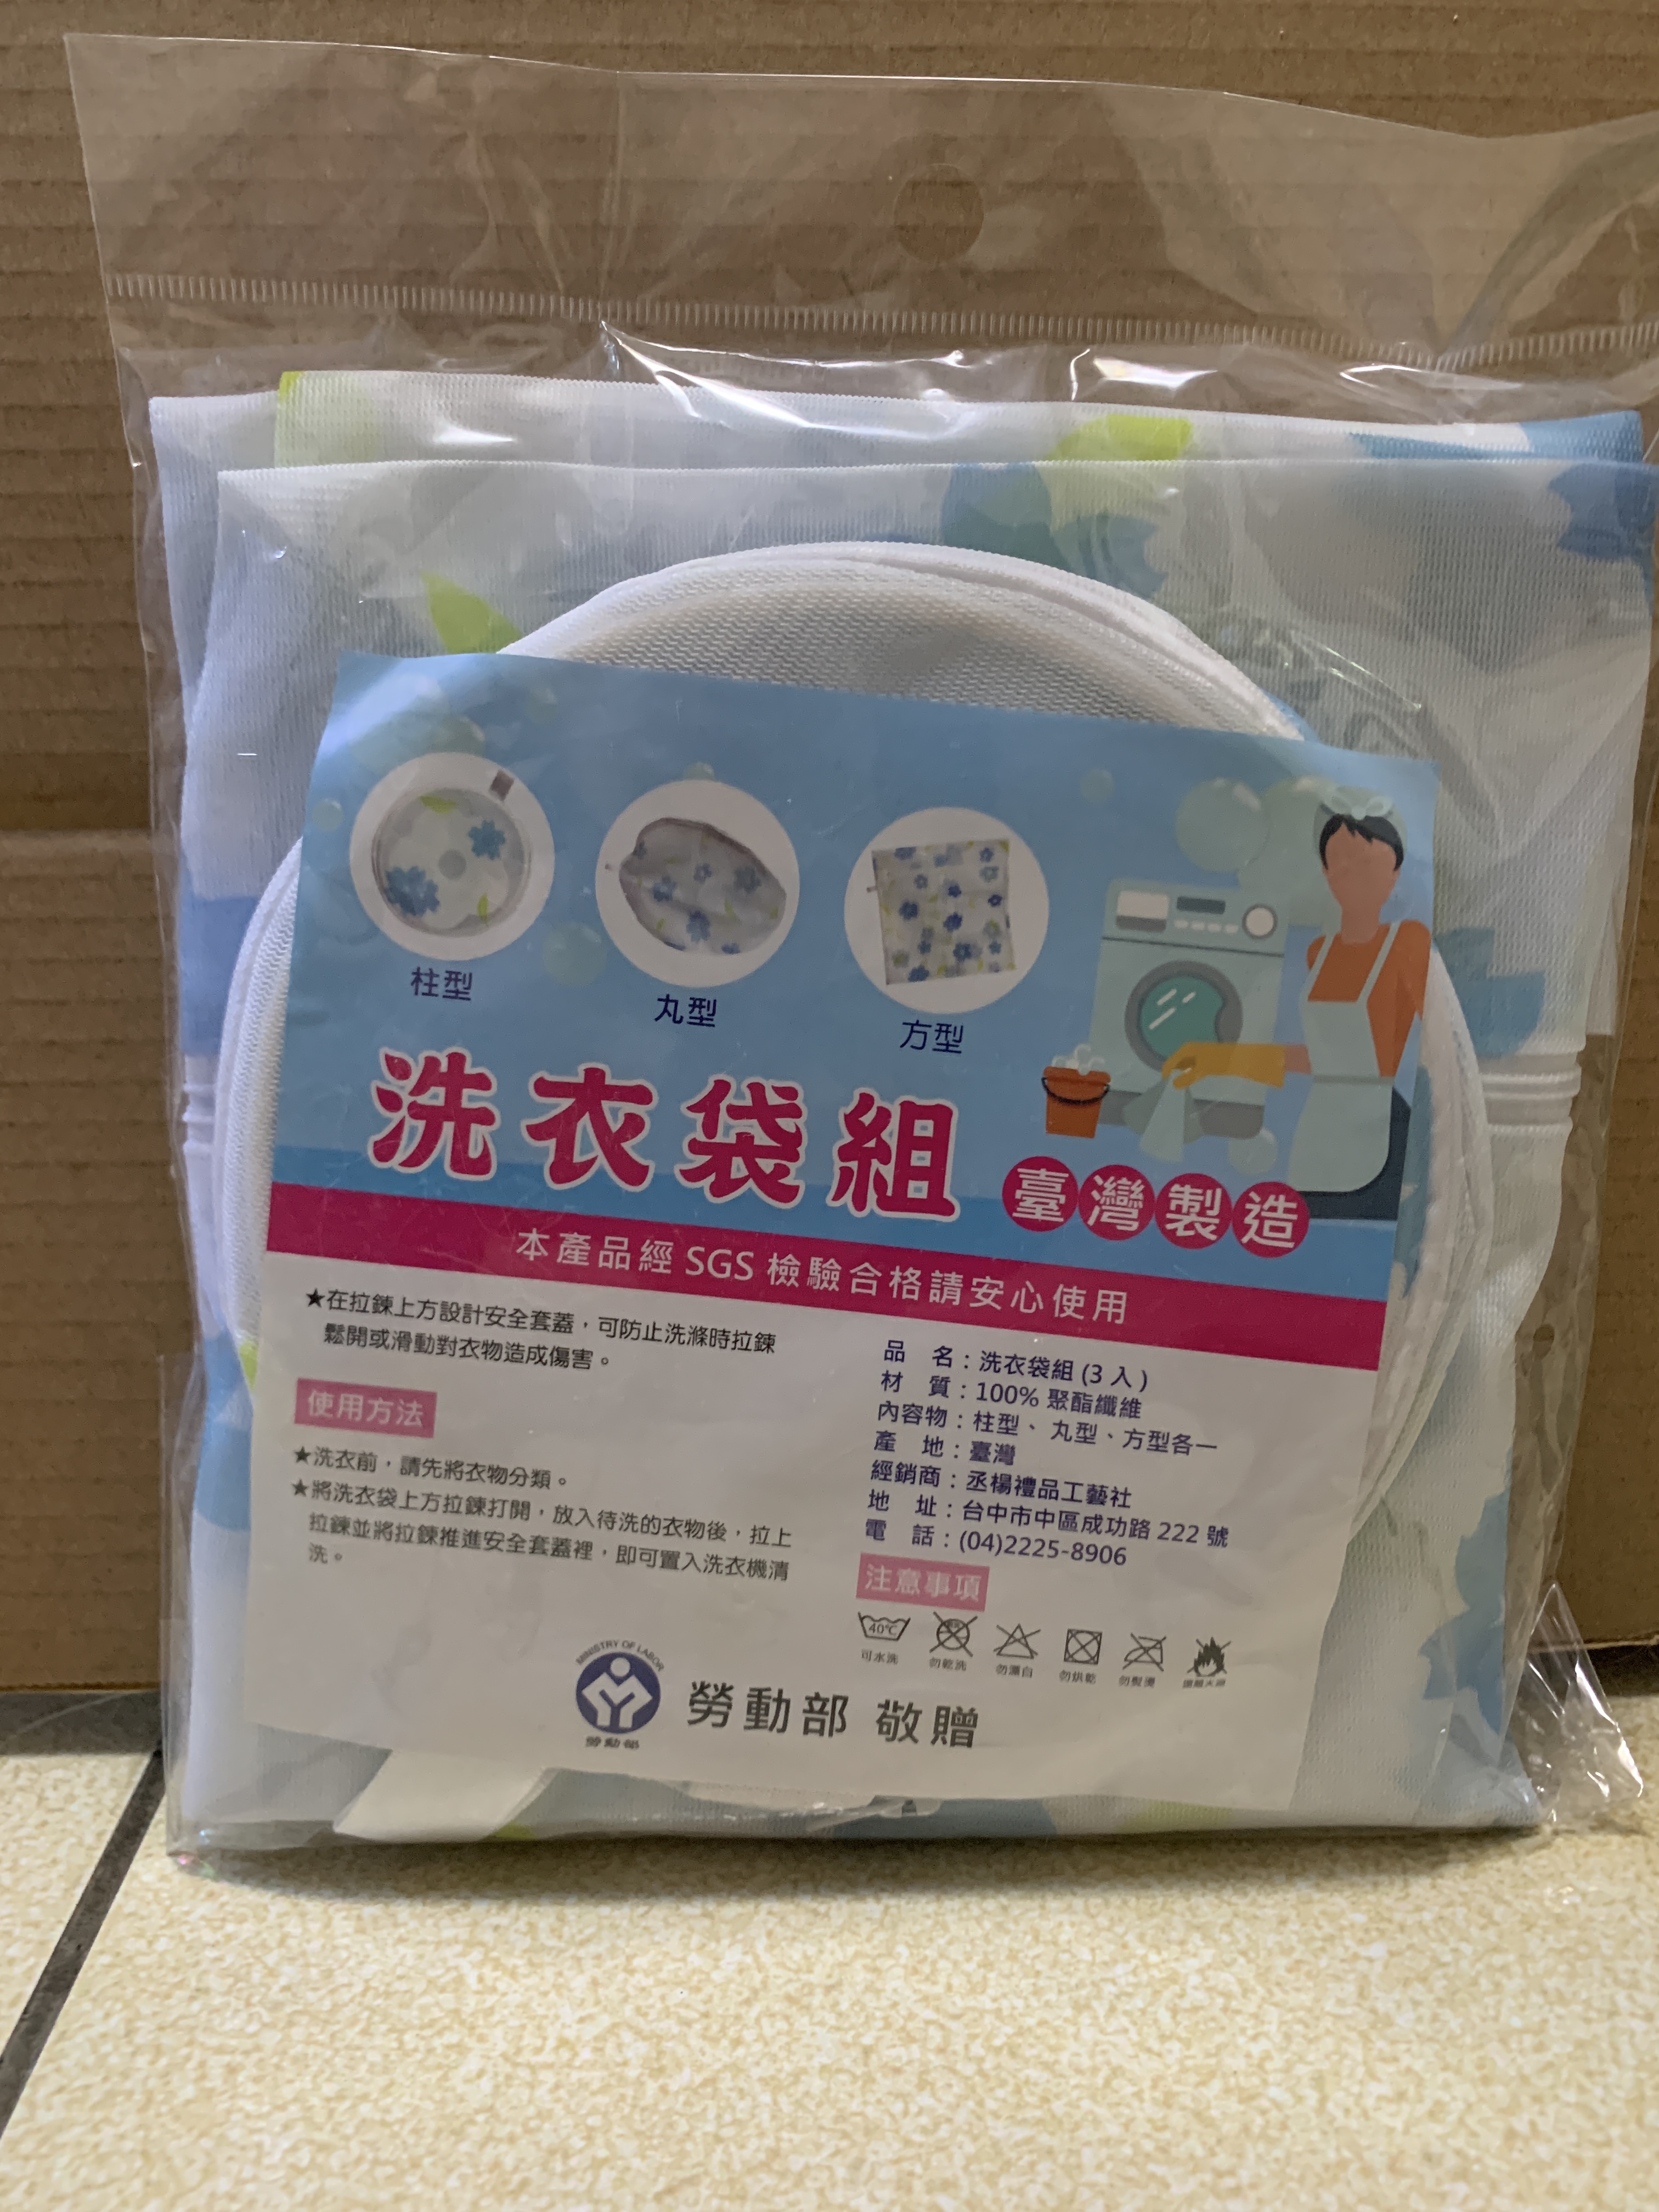 柱型
丸型
方型
洗衣袋組
臺灣製造
本產品經 SGS 檢驗合格請安心使用
★在拉鍊上方設計安全套蓋，可防止洗滌時拉鍊
鬆開或滑動對衣物造成傷害。
使用方法
★洗衣前，請先將衣物分類。
★將洗衣袋上方拉鍊打開，放入待洗的衣物後，拉上
拉鍊並將拉鍊推進安全套蓋裡，即可置入洗衣機清
洗。
品 名：洗衣袋組 (3 入 )
材 質：100% 聚酯纖維
內容物：柱型、丸型、方型各一
產 地：臺灣
經銷商：丞楊禮品工藝社
地 址：台中市中區成功路 222 號
電 話：(04)2225-8906
注意事項
40℃
可水洗
勿乾洗
勿漂白
勿烘乾
勿熨燙
遠離火源
MINISTRY OF LABOR
勞動部
勞動部 敬贈